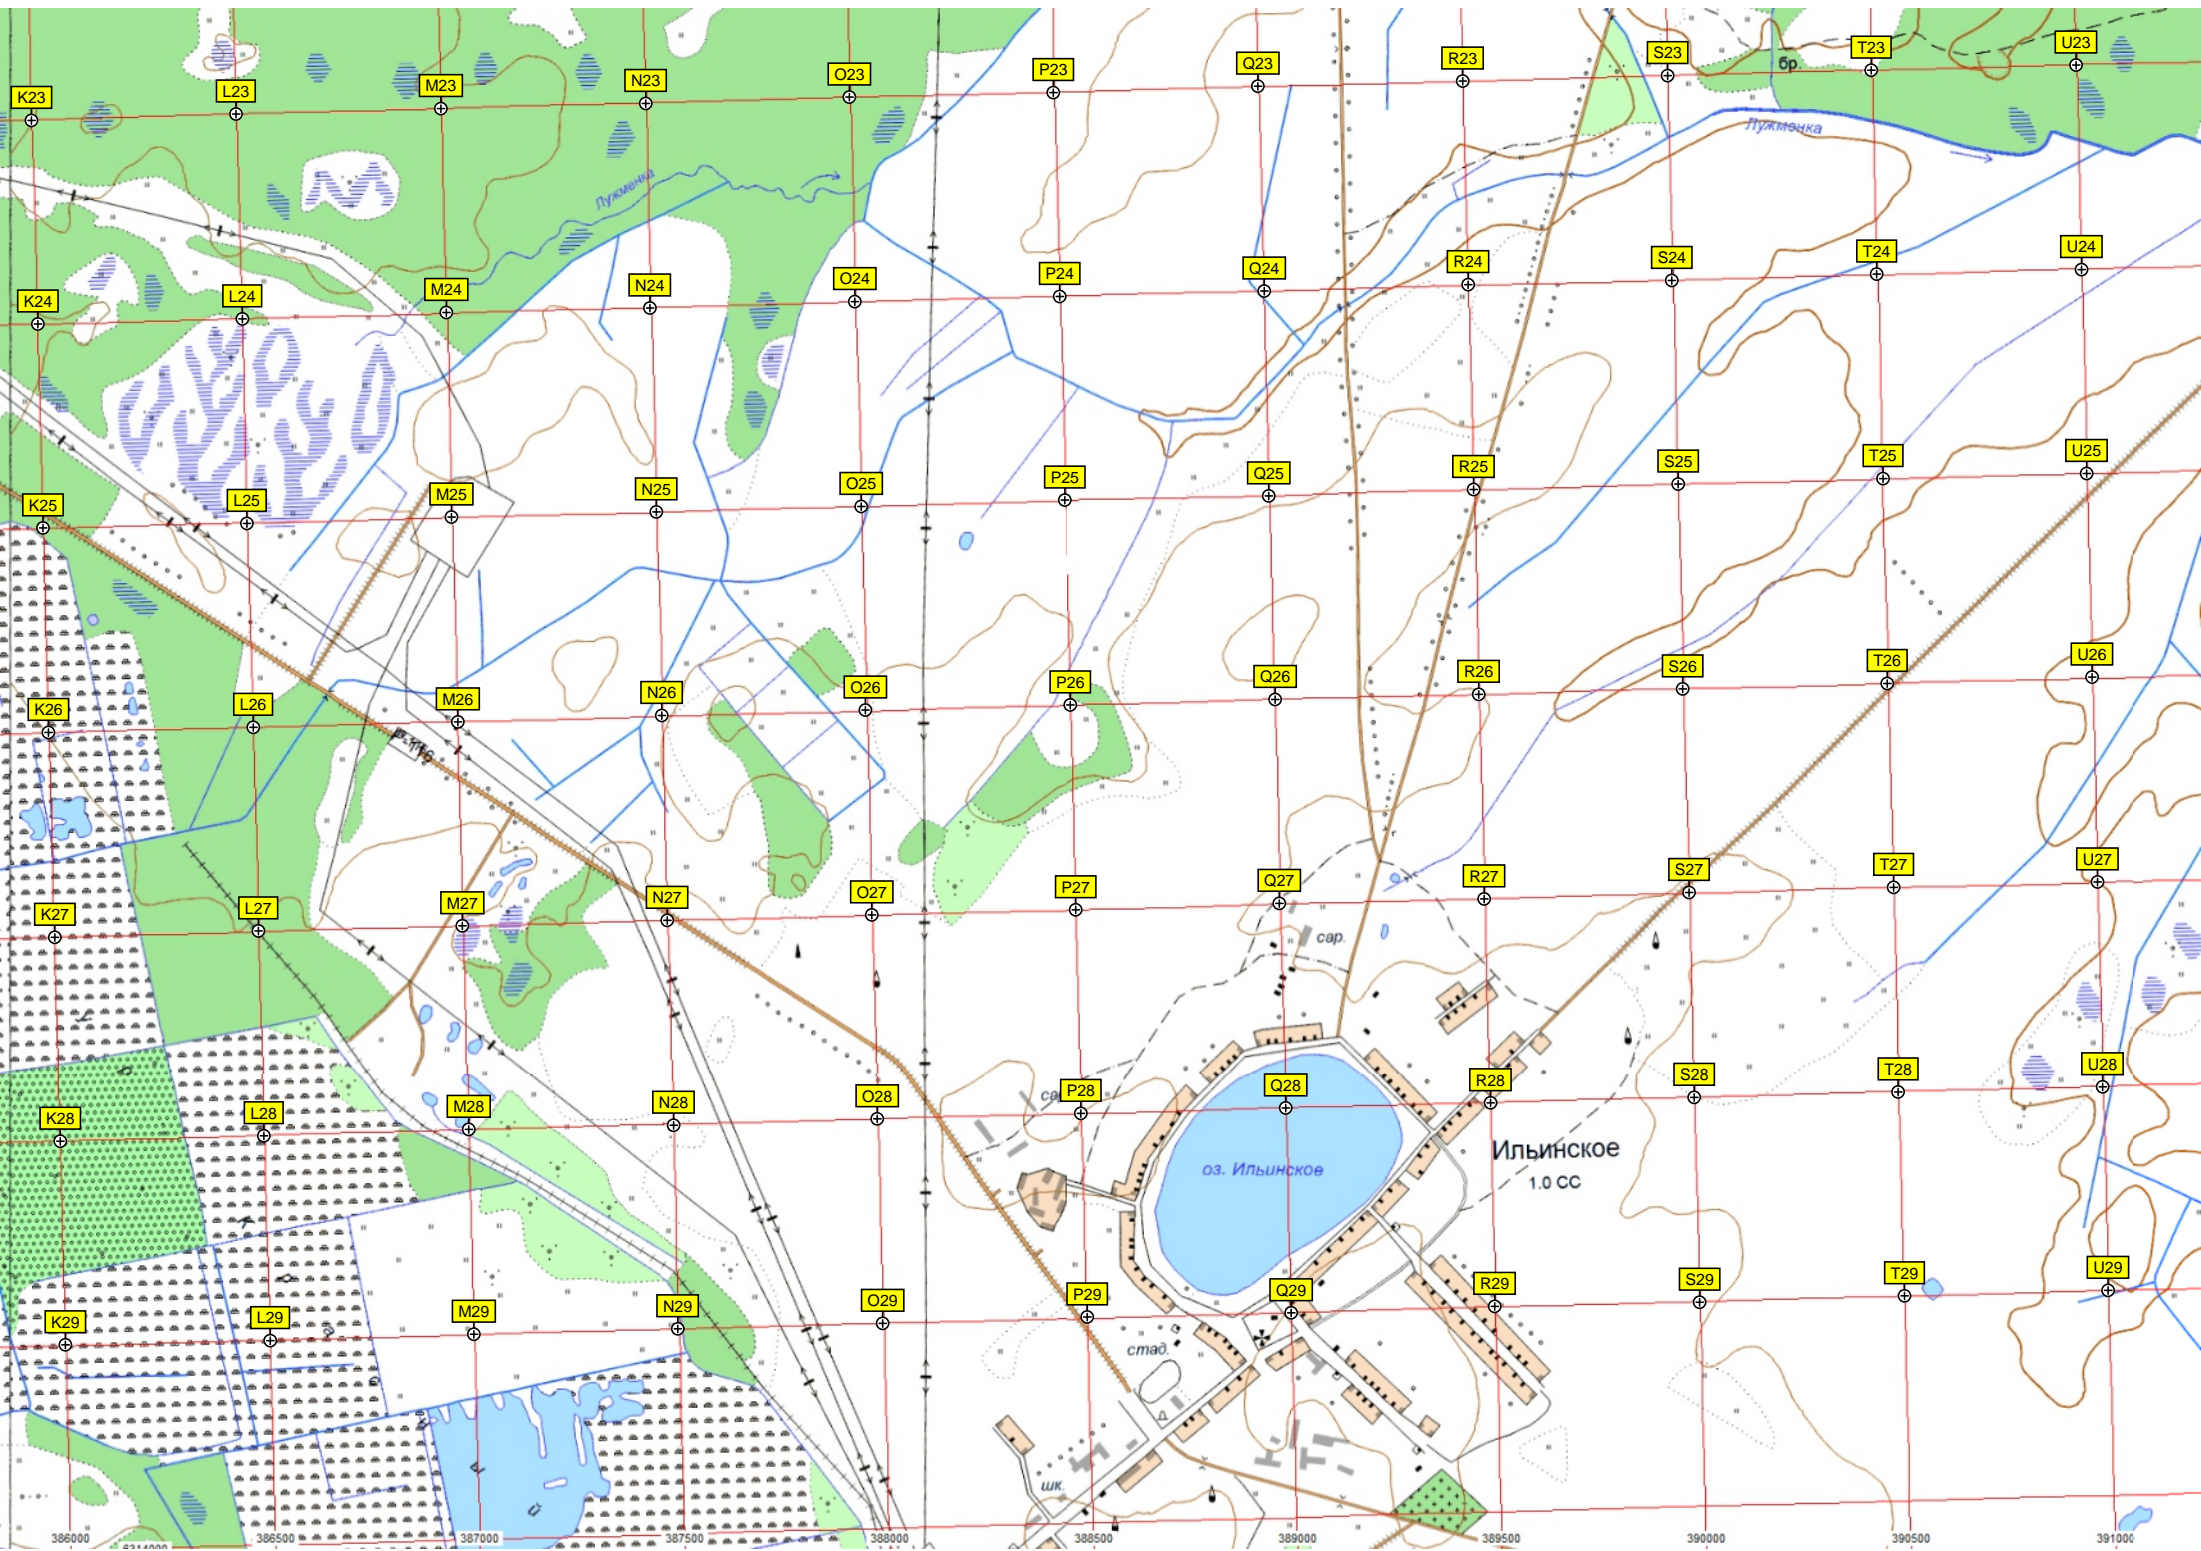 K23 L23 M23 N23 O23 P23 Q23 R23 S23 T23 U23
бр.
Лужменка
Лужменка
K24 L24 M24 N24 O24 P24 Q24 R24 S24 T24 U24
K25 L25 M25 N25 O25 P25 Q25 R25 S25 T25 U25
K26 L26 M26 N26 O26 P26 Q26 R26 S26 T26 U26
K27 L27 M27 N27 O27 P27 Q27 R27 S27 T27 U27
сар.
K28 L28 M28 N28 O28 P28 Q28 R28 S28 T28 U28
Ильинское
оз. Ильинское
1.0 СС
K29 L29 M29 N29 O29 P29 Q29 R29 S29 T29 U29
стад.
шк.
386000 386500 387000 387500 388000 388500 389000 389500 390000 390500 391000